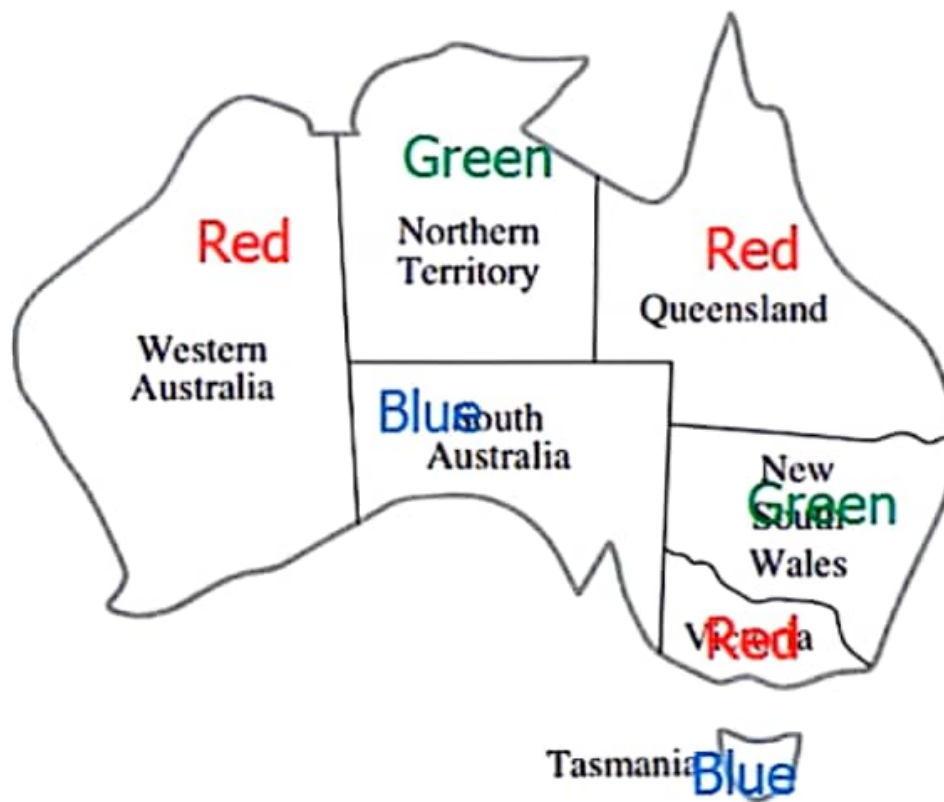 Green
Northern
Territory
Red
Western
Australia
Red
Queensland
Blue
South
Australia
New
Green
South
Wales
Red
Victoria
Tasmania
Blue